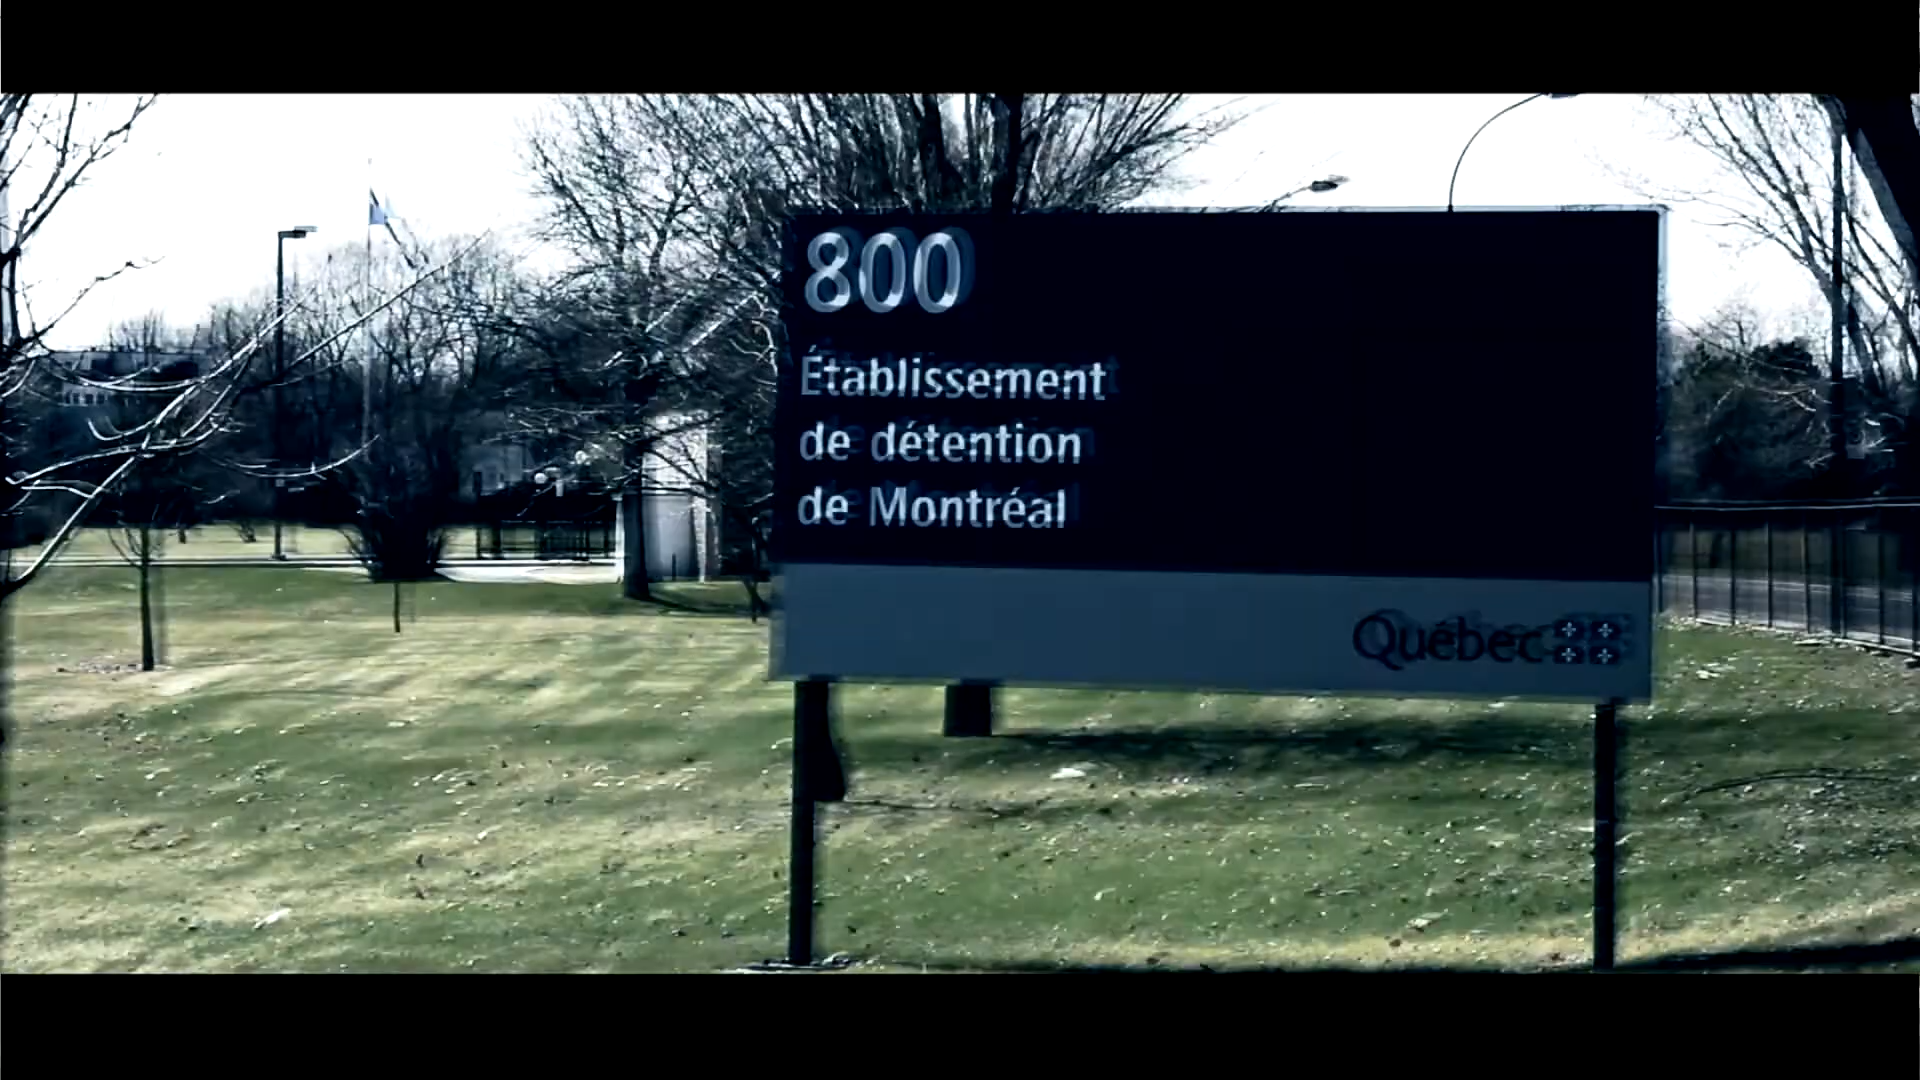 800
Établissement
de détention
de Montréal
Québec